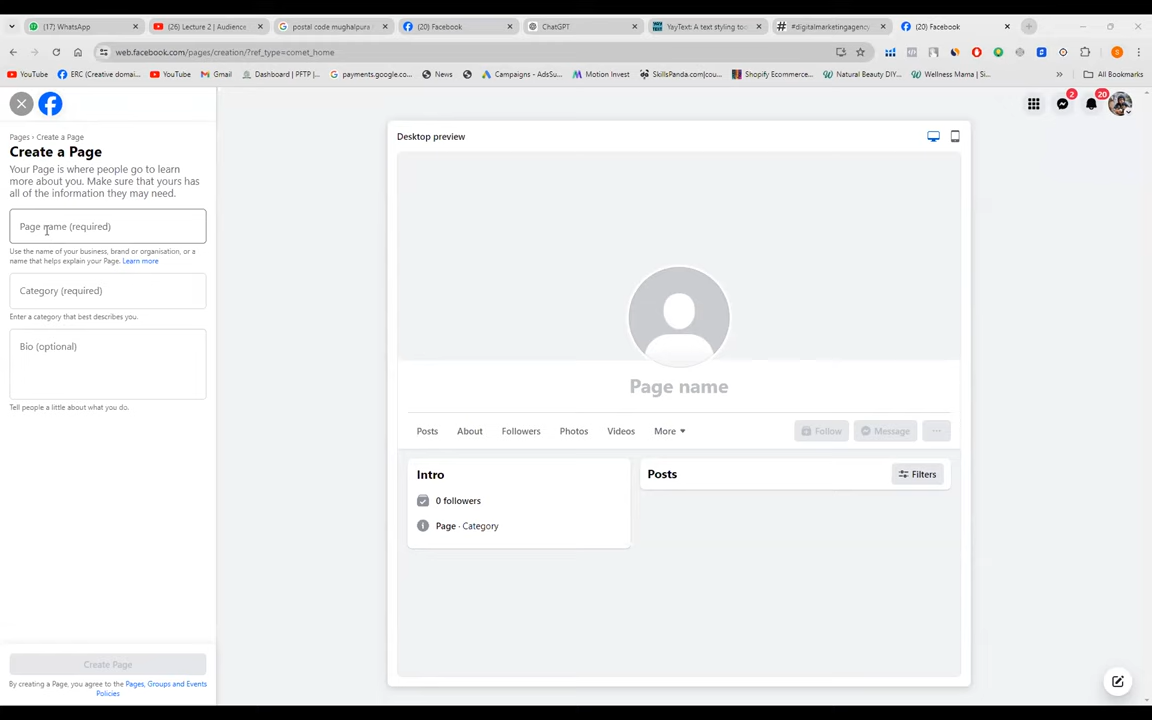 (17) WhatsApp
(26) Lecture 2 | Audience
postal code mughalpura
(20) Facebook
ChatGPT
YayText: A text styling to
#digitalmarketingagency
(20) Facebook
web.facebook.com/pages/creation/?ref_type=comet_home
YouTube
ERC (Creative domai...
YouTube
Gmail
Dashboard | PFTP |...
payments.google.co...
News
Campaigns - AdsSu...
Motion Invest
SkillsPanda.com|cou...
Shopify Ecommerce...
Natural Beauty DIY...
Wellness Mama | Si...
All Bookmarks
2
20
Pages › Create a Page
Create a Page
Your Page is where people go to learn
more about you. Make sure that yours has
all of the information they may need.
Page name (required)
Use the name of your business, brand or organisation, or a
name that helps explain your Page. Learn more
Category (required)
Enter a category that best describes you.
Bio (optional)
Tell people a little about what you do.
Create Page
By creating a Page, you agree to the Pages, Groups and Events
Policies
Desktop preview
Page name
Posts
About
Followers
Photos
Videos
More
Follow
Message
...
Intro
0 followers
Page · Category
Posts
Filters